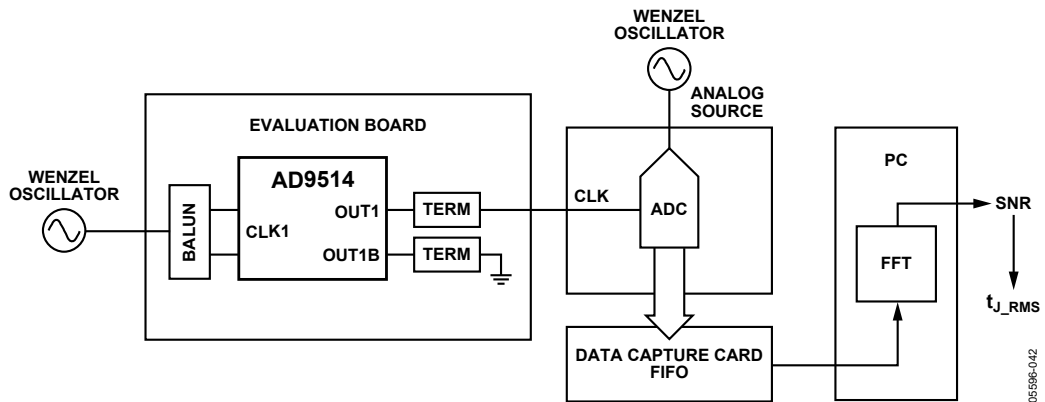 WENZEL
OSCILLATOR
ANALOG
SOURCE
EVALUATION BOARD
PC
WENZEL
OSCILLATOR
BALUN
AD9514
CLK1
OUT1
OUT1B
TERM
TERM
CLK
ADC
FFT
SNR
tJ_RMS
DATA CAPTURE CARD
FIFO
05596-042